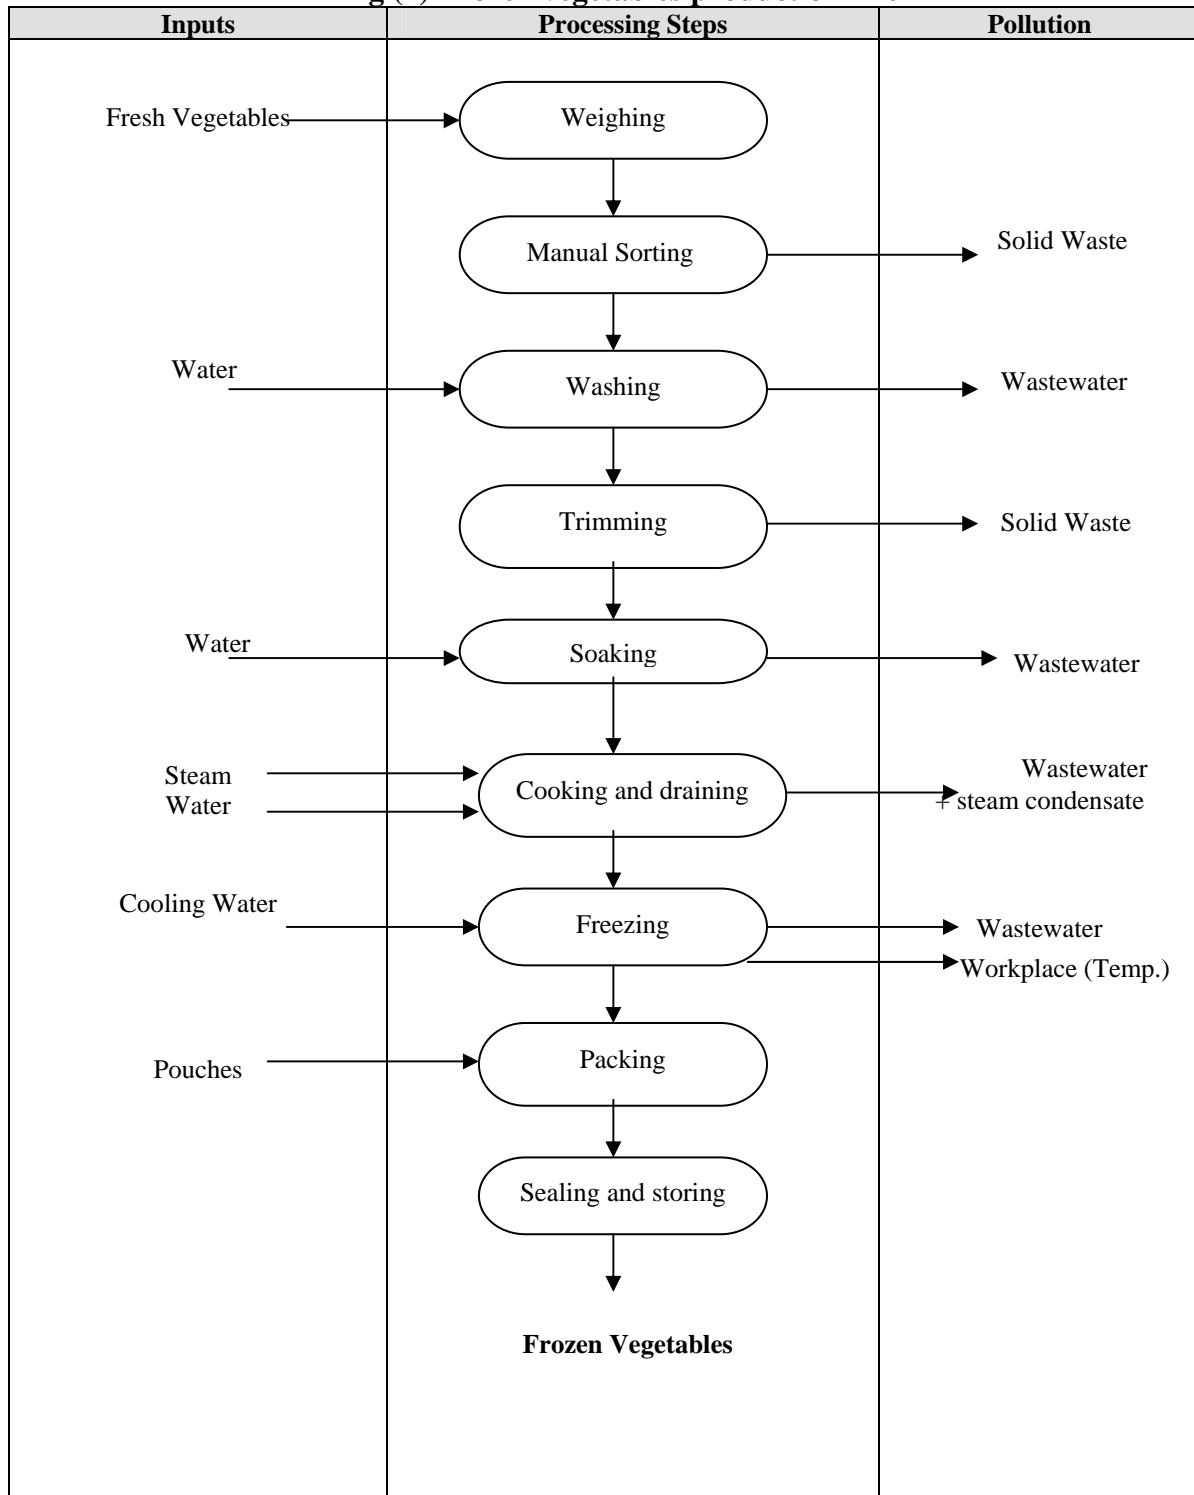 Inputs
Processing Steps
Pollution
Fresh Vegetables
Weighing
Manual Sorting
Solid Waste
Water
Washing
Wastewater
Trimming
Solid Waste
Water
Soaking
Wastewater
Steam
Water
Cooking and draining
Wastewater
+ steam condensate
Cooling Water
Freezing
Wastewater
Workplace (Temp.)
Pouches
Packing
Sealing and storing
Frozen Vegetables